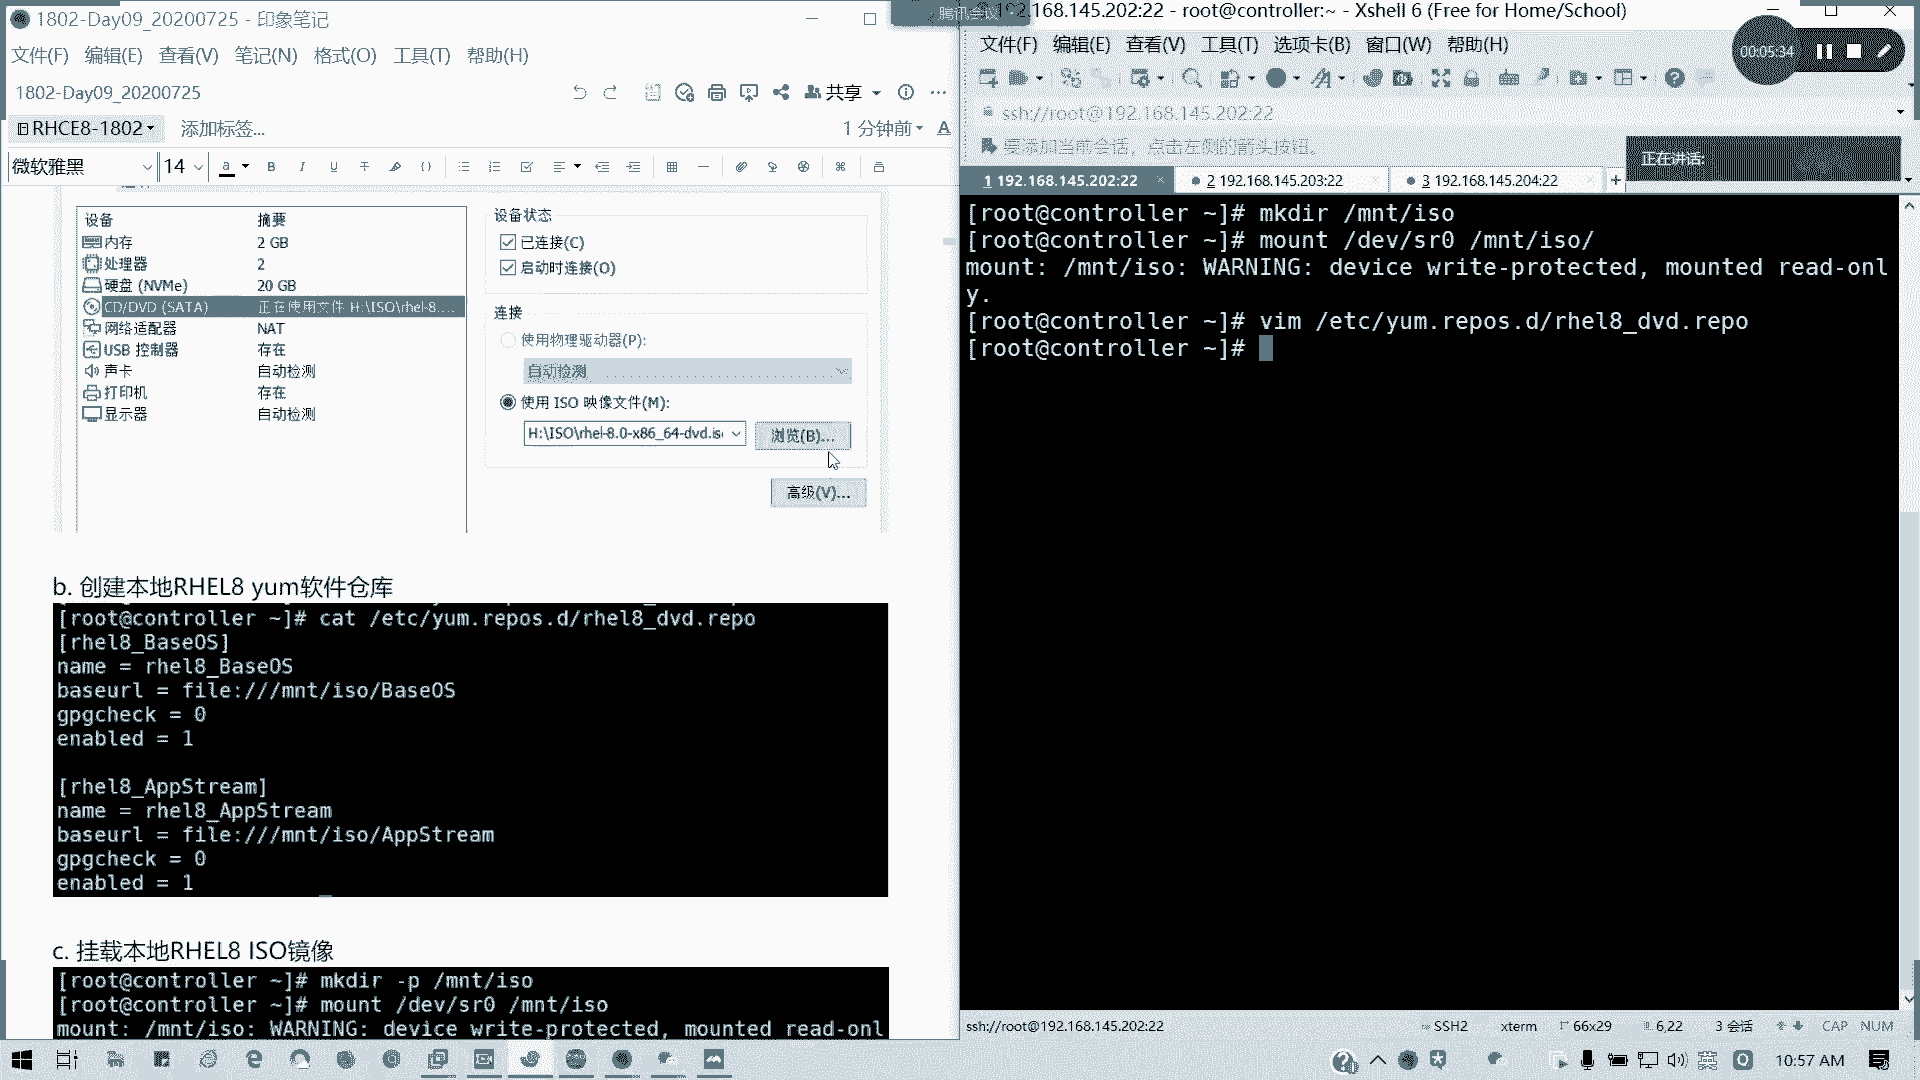 1802-Day09_20200725 - 印象笔记
文件(F) 编辑(E) 查看(V) 笔记(N) 格式(O) 工具(T) 帮助(H)
1802-Day09_20200725
共享
RHCE8-1802
添加标签...
1 分钟前
微软雅黑 14
设备 摘要
内存 2 GB
处理器 2
硬盘 (NVMe) 20 GB
CD/DVD (SATA) 正在使用文件 H:\ISO\rhel-8....
网络适配器 NAT
USB 控制器 存在
声卡 自动检测
打印机 存在
显示器 自动检测
设备状态
已连接(C)
启动时连接(O)
连接
使用物理驱动器(P):
自动检测
使用 ISO 映像文件(M):
H:\ISO\rhel-8.0-x86_64-dvd.is
浏览(B)...
高级(V)...
b. 创建本地RHEL8 yum软件仓库
[root@controller ~]# cat /etc/yum.repos.d/rhel8_dvd.repo
[rhel8_BaseOS]
name = rhel8_BaseOS
baseurl = file:///mnt/iso/BaseOS
gpgcheck = 0
enabled = 1
[rhel8_AppStream]
name = rhel8_AppStream
baseurl = file:///mnt/iso/AppStream
gpgcheck = 0
enabled = 1
c. 挂载本地RHEL8 ISO镜像
[root@controller ~]# mkdir -p /mnt/iso
[root@controller ~]# mount /dev/sr0 /mnt/iso
mount: /mnt/iso: WARNING: device write-protected, mounted read-onl
腾讯会议
2.168.145.202:22 - root@controller:~ - Xshell 6 (Free for Home/School)
文件(F) 编辑(E) 查看(V) 工具(T) 选项卡(B) 窗口(W) 帮助(H)
00:05:34
ssh://root@192.168.145.202:22
要添加当前会话，点击左侧的箭头按钮。
正在讲话:
1 192.168.145.202:22
2 192.168.145.203:22
3 192.168.145.204:22
[root@controller ~]# mkdir /mnt/iso
[root@controller ~]# mount /dev/sr0 /mnt/iso/
mount: /mnt/iso: WARNING: device write-protected, mounted read-onl
y.
[root@controller ~]# vim /etc/yum.repos.d/rhel8_dvd.repo
[root@controller ~]#
ssh://root@192.168.145.202:22 SSH2 xterm 66x29 6,22 3 会话 CAP NUM
英
10:57 AM